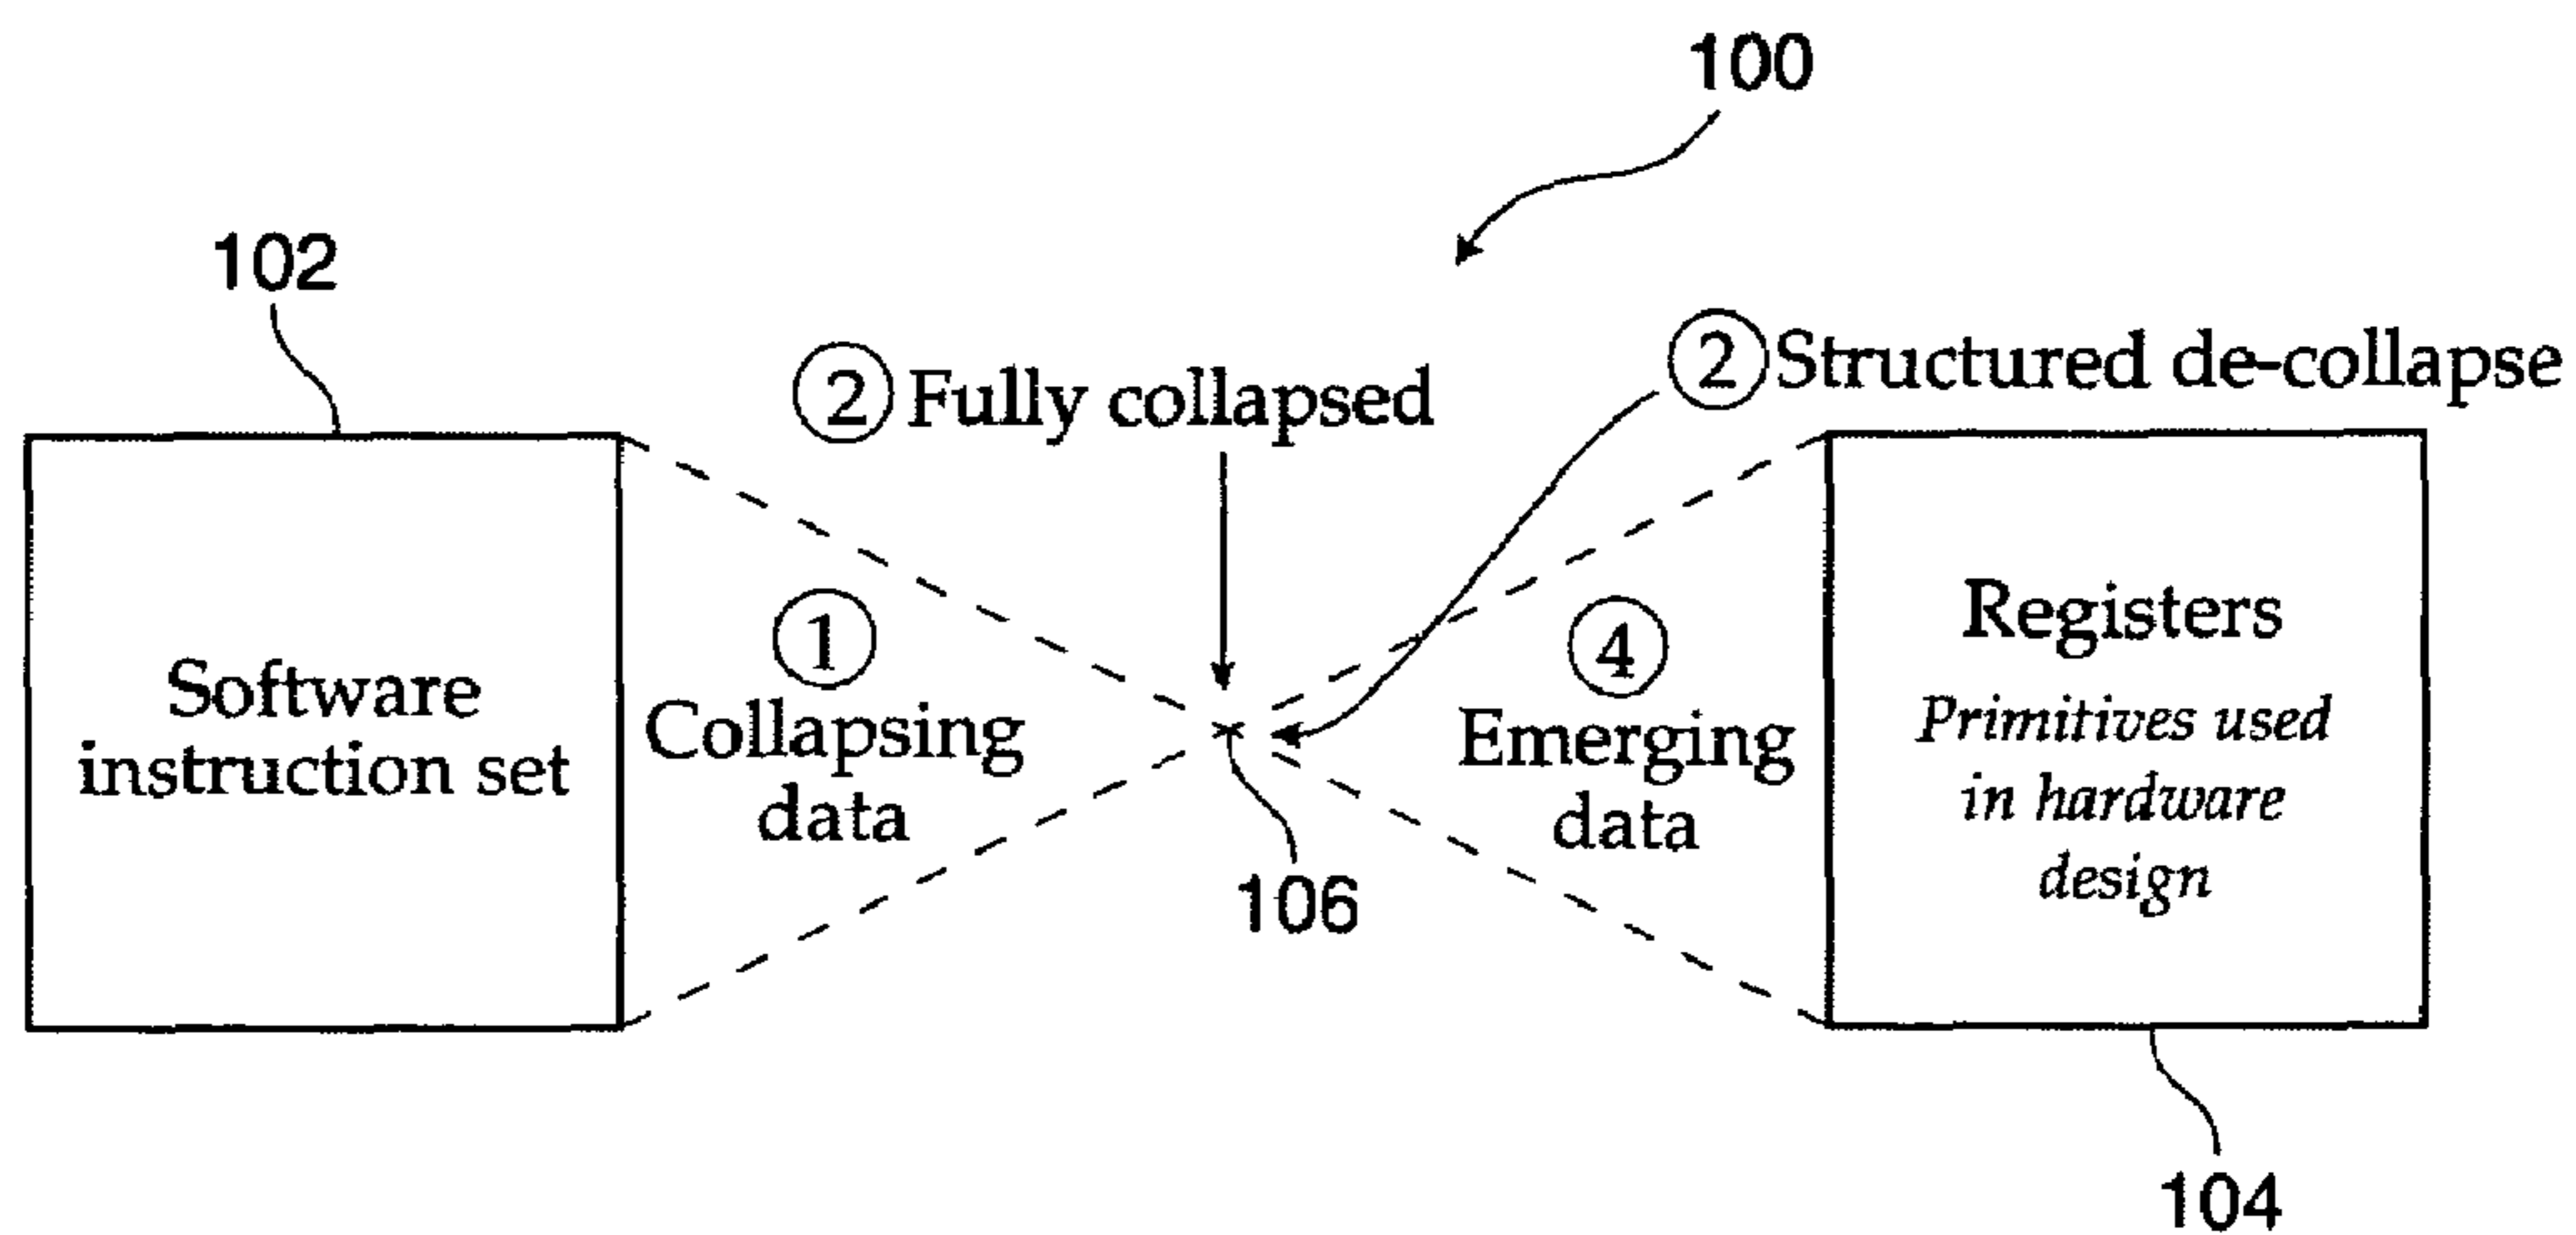 100
102
② Fully collapsed
② Structured de-collapse
Software
instruction set
①
Collapsing
data
④
Emerging
data
Registers
Primitives used
in hardware
design
106
104